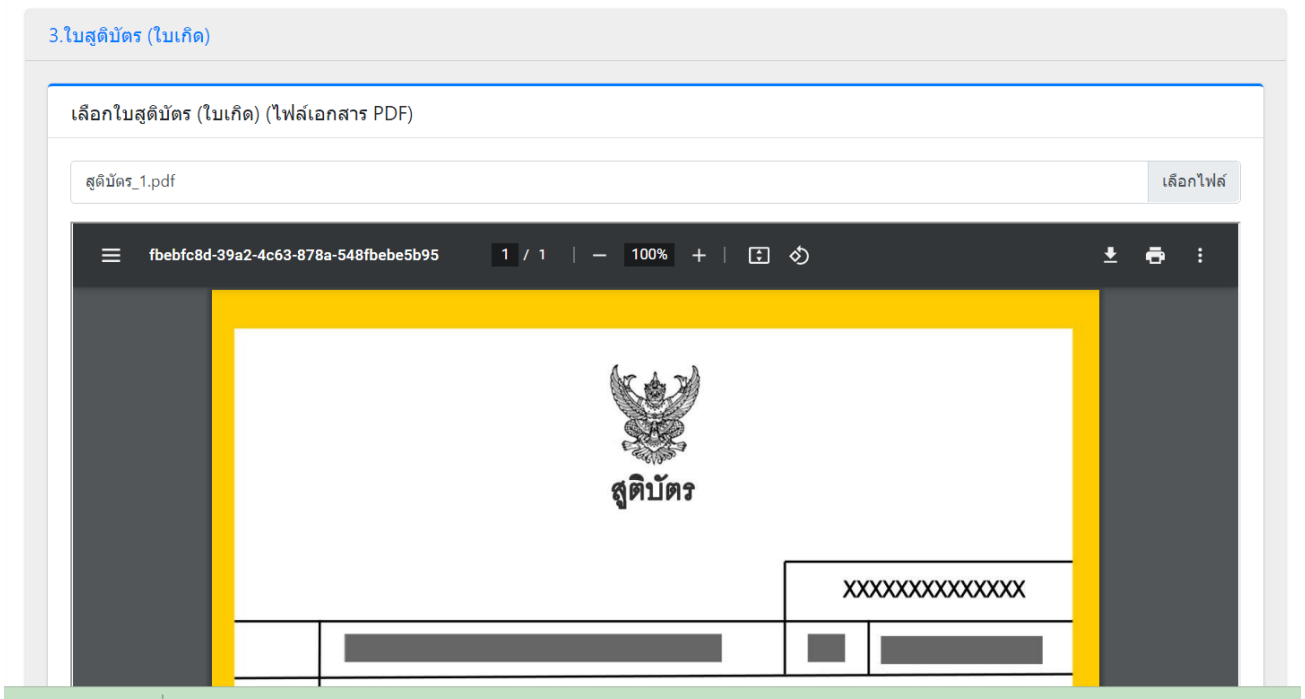 3.ใบสูติบัตร (ใบเกิด)
เลือกใบสูติบัตร (ใบเกิด) (ไฟล์เอกสาร PDF)
สูติบัตร_1.pdf เลือกไฟล์
fbebfc8d-39a2-4c63-878a-548fbebe5b95 1 / 1 100%
สูติบัตร
XXXXXXXXXXXXXX